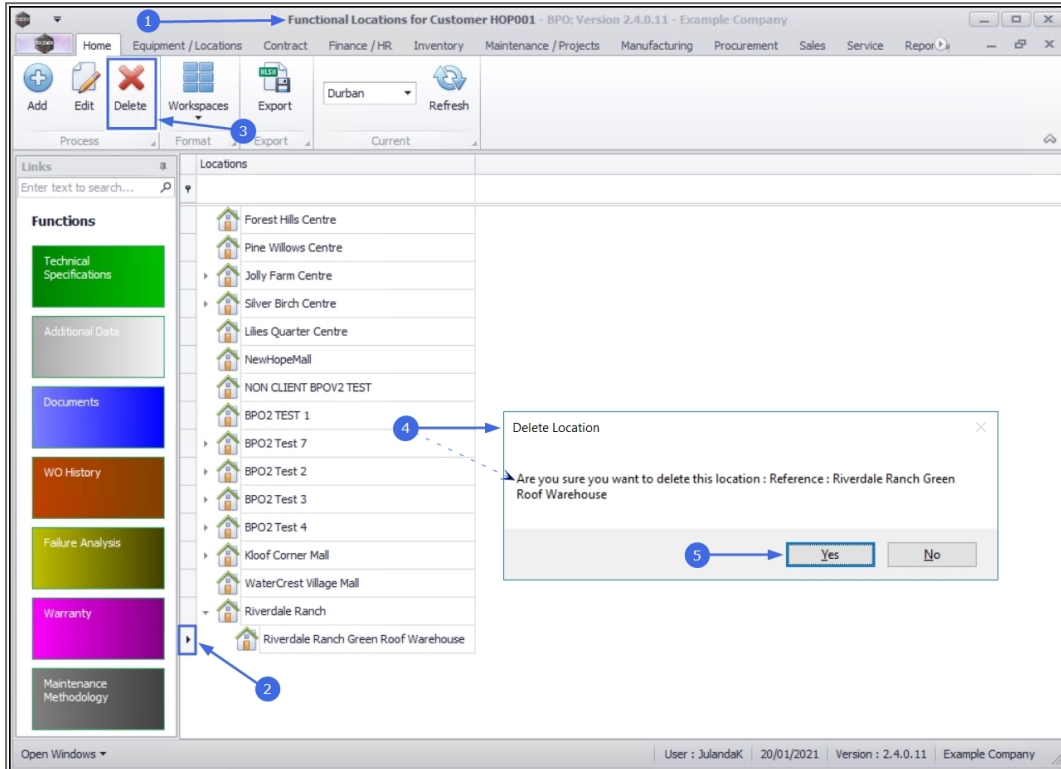 1
Functional Locations for Customer HOP001 - BPO: Version 2.4.0.11 - Example Company
Home Equipment / Locations Contract Finance / HR Inventory Maintenance / Projects Manufacturing Procurement Sales Service
Add Edit Delete Workspaces Export Durban Refresh
3
Process Format Export Current
Links
Enter text to search...
Functions
Technical
Specifications
Additional Data
Documents
WO History
Failure Analysis
Warranty
Maintenance
Methodology
Locations
Forest Hills Centre
Pine Willows Centre
Jolly Farm Centre
Silver Birch Centre
Lilies Quarter Centre
NewHopeMall
NON CLIENT BPOV2 TEST
BPO2 TEST 1
BPO2 Test 7
BPO2 Test 2
BPO2 Test 3
BPO2 Test 4
Kloof Corner Mall
WaterCrest Village Mall
Riverdale Ranch
Riverdale Ranch Green Roof Warehouse
2
4
Delete Location
Are you sure you want to delete this location : Reference : Riverdale Ranch Green
Roof Warehouse
5
Yes No
Open Windows User : JulandaK 20/01/2021 Version : 2.4.0.11 Example Company